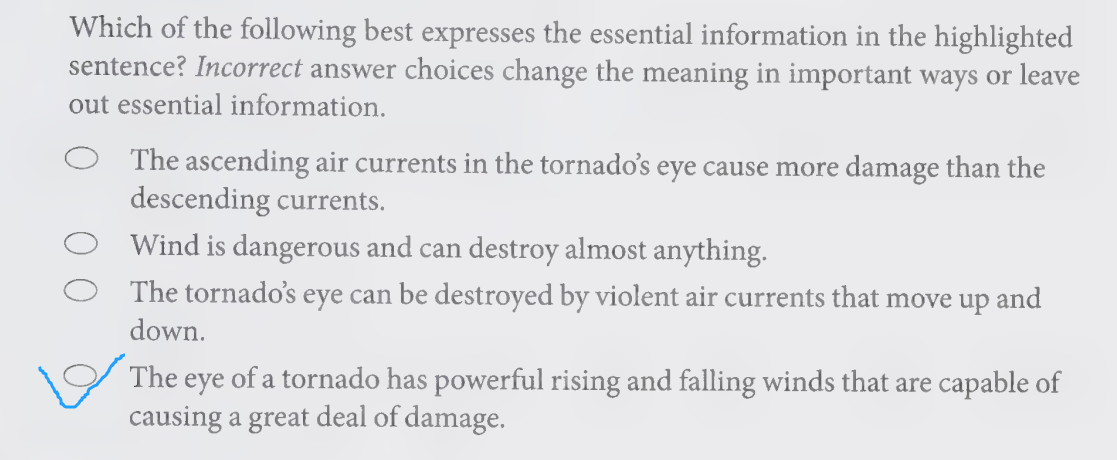 Which of the following best expresses the essential information in the highlighted
sentence? Incorrect answer choices change the meaning in important ways or leave
out essential information.
The ascending air currents in the tornado's eye cause more damage than the
descending currents.
Wind is dangerous and can destroy almost anything.
The tornado's eye can be destroyed by violent air currents that move up and
down.
The eye of a tornado has powerful rising and falling winds that are capable of
causing a great deal of damage.